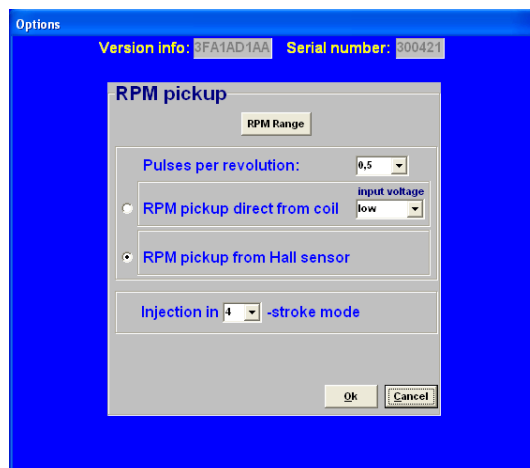 Options
Version info: 3FA1AD1AA Serial number: 300421
RPM pickup
RPM Range
Pulses per revolution: 0,5
input voltage
RPM pickup direct from coil low
RPM pickup from Hall sensor
Injection in 4 -stroke mode
Ok Cancel